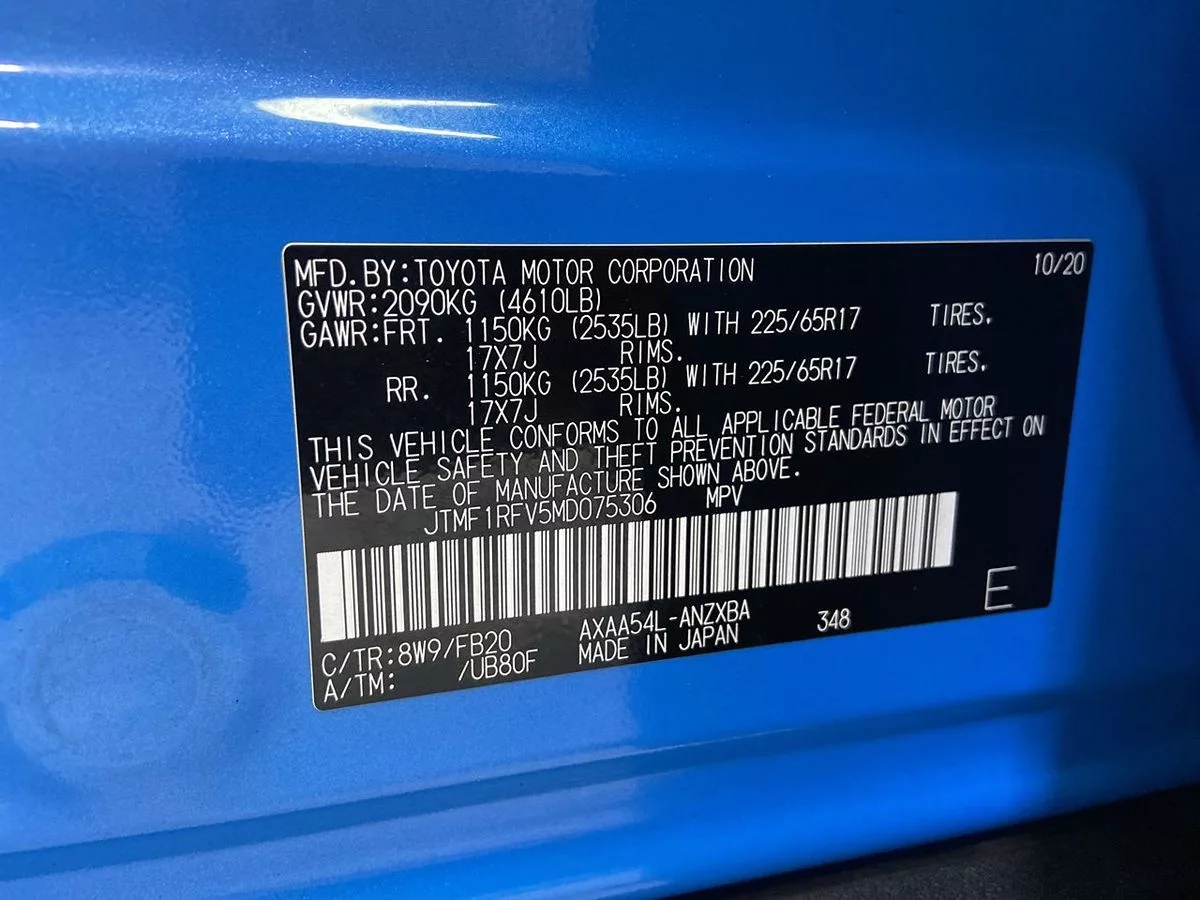 MFD.BY:TOYOTA MOTOR CORPORATION 10/20
GVWR:2090KG (4610LB)
GAWR:FRT. 1150KG (2535LB) WITH 225/65R17 TIRES.
17X7J RIMS.
RR. 1150KG (2535LB) WITH 225/65R17 TIRES.
17X7J RIMS.
THIS VEHICLE CONFORMS TO ALL APPLICABLE FEDERAL MOTOR
VEHICLE SAFETY AND THEFT PREVENTION STANDARDS IN EFFECT ON
THE DATE OF MANUFACTURE SHOWN ABOVE.
JTMF1RFV5MD075306 MPV
C/TR:8W9/FB20 AXAA54L-ANZXBA 348 E
A/TM: /UB80F MADE IN JAPAN